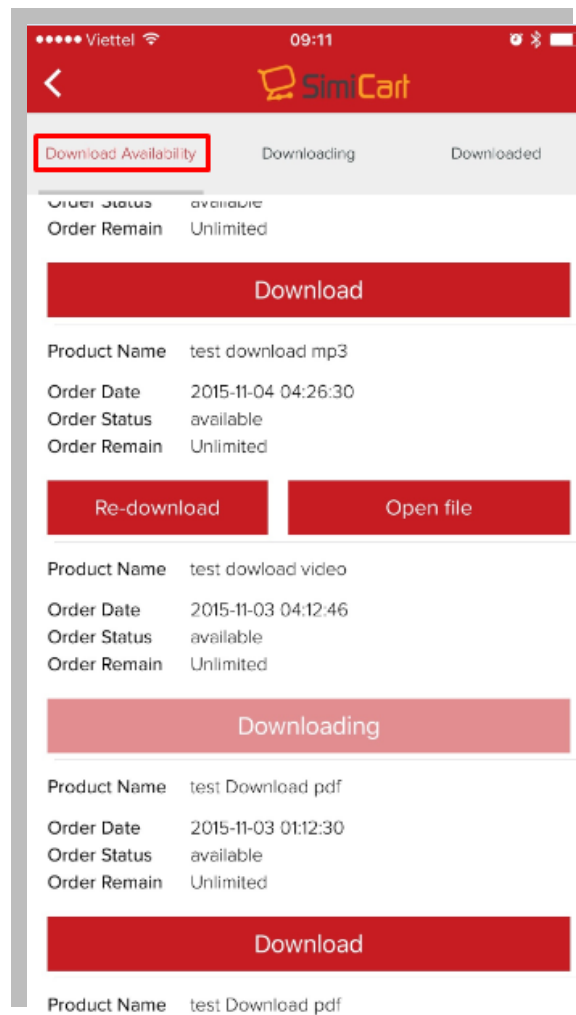 Viettel 09:11
SimiCart
Download Availability Downloading Downloaded
Order Status available
Order Remain Unlimited
Download
Product Name test download mp3
Order Date 2015-11-04 04:26:30
Order Status available
Order Remain Unlimited
Re-download Open file
Product Name test dowload video
Order Date 2015-11-03 04:12:46
Order Status available
Order Remain Unlimited
Downloading
Product Name test Download pdf
Order Date 2015-11-03 01:12:30
Order Status available
Order Remain Unlimited
Download
Product Name test Download pdf